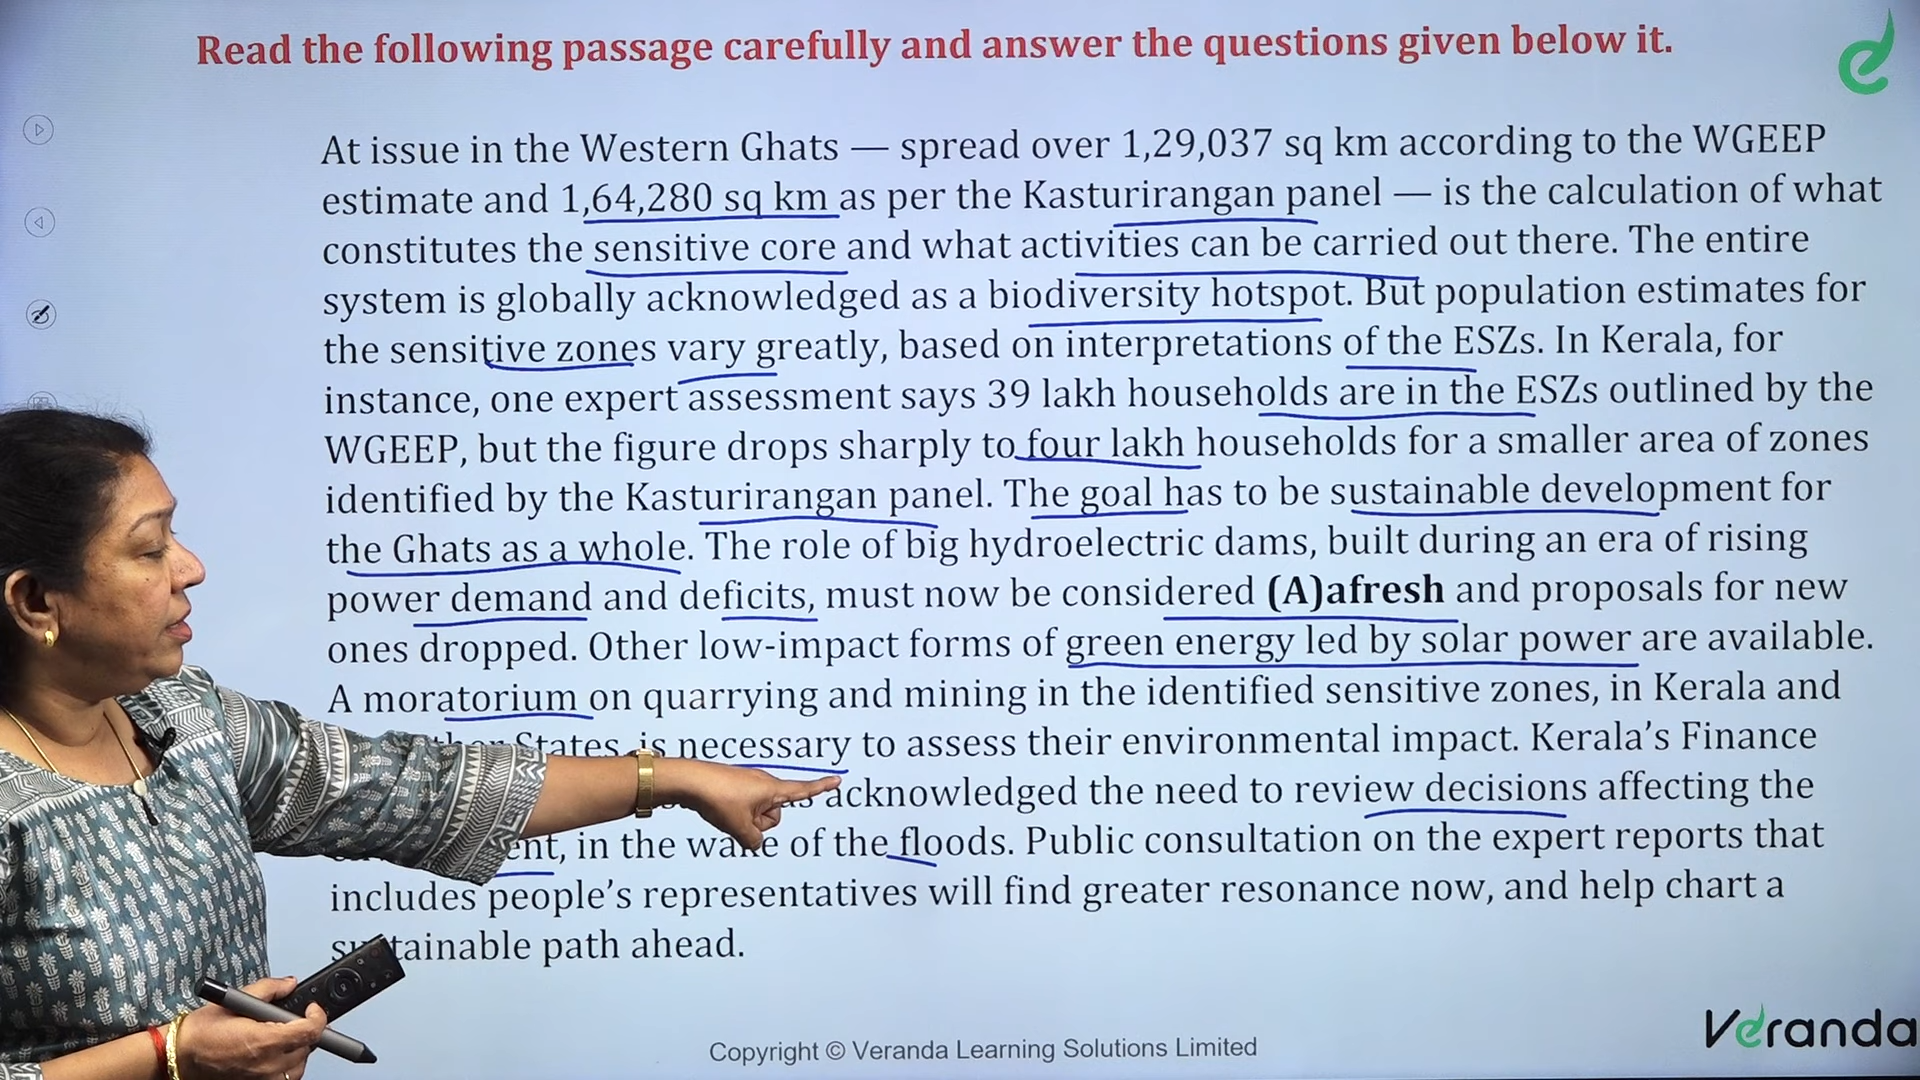 Read the following passage carefully and answer the questions given below it.
At issue in the Western Ghats — spread over 1,29,037 sq km according to the WGEEP
estimate and 1,64,280 sq km as per the Kasturirangan panel — is the calculation of what
constitutes the sensitive core and what activities can be carried out there. The entire
system is globally acknowledged as a biodiversity hotspot. But population estimates for
the sensitive zones vary greatly, based on interpretations of the ESZs. In Kerala, for
instance, one expert assessment says 39 lakh households are in the ESZs outlined by the
WGEEP, but the figure drops sharply to four lakh households for a smaller area of zones
identified by the Kasturirangan panel. The goal has to be sustainable development for
the Ghats as a whole. The role of big hydroelectric dams, built during an era of rising
power demand and deficits, must now be considered (A)afresh and proposals for new
ones dropped. Other low-impact forms of green energy led by solar power are available.
A moratorium on quarrying and mining in the identified sensitive zones, in Kerala and
States, is necessary to assess their environmental impact. Kerala’s Finance
acknowledged the need to review decisions affecting the
in the wake of the floods. Public consultation on the expert reports that
includes people’s representatives will find greater resonance now, and help chart a
sustainable path ahead.
Veranda
Copyright © Veranda Learning Solutions Limited